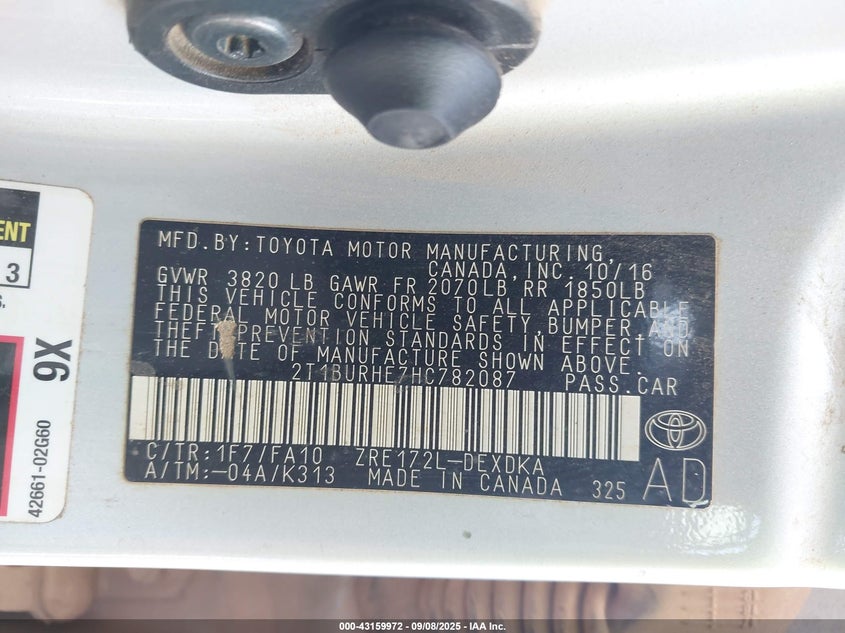 MFD.BY:TOYOTA MOTOR MANUFACTURING,
CANADA,INC. 10/16
GVWR 3820 LB GAWR FR 2070LB RR 1850LB
THIS VEHICLE CONFORMS TO ALL APPLICABLE
FEDERAL MOTOR VEHICLE SAFETY,BUMPER AND
THEFT PREVENTION STANDARDS IN EFFECT ON
THE DATE OF MANUFACTURE SHOWN ABOVE.
2T1BURHE7HC782087 PASS.CAR
C/TR:1F7/FA10 ZRE172L-DEXDKA
A/TM:-04A/K313 MADE IN CANADA 325 AD
3
9X
42661-02G60
000-43159972 - 09/08/2025 - IAA Inc.